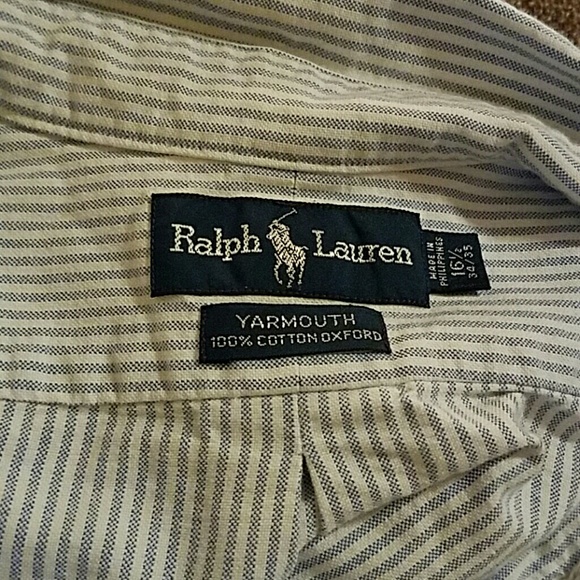 Ralph Lauren
YARMOUTH
100% COTTON OXFORD
MADE IN
PHILIPPINES
16½
34/35